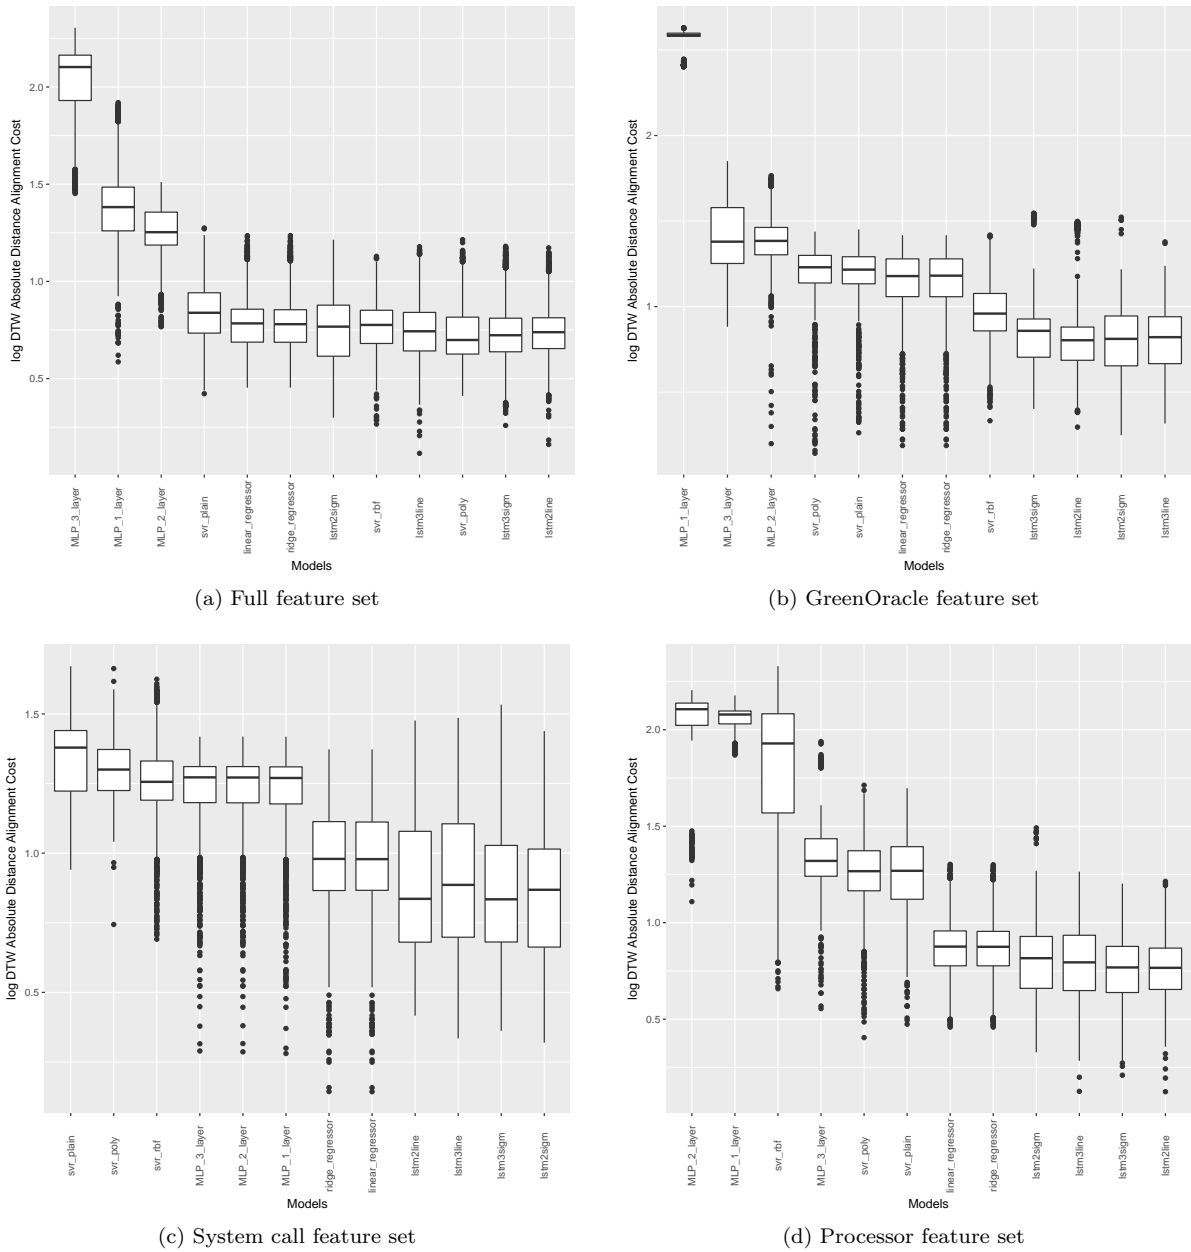 log DTW Absolute Distance Alignment Cost
2.0
1.5
1.0
0.5
MLP_3_layer
MLP_1_layer
MLP_2_layer
svr_plain
linear_regressor
ridge_regressor
lstm2sigm
svr_rbf
lstm3line
svr_poly
lstm3sigm
lstm2line
Models
(a) Full feature set
log DTW Absolute Distance Alignment Cost
2
1
MLP_1_layer
MLP_3_layer
MLP_2_layer
svr_poly
svr_plain
linear_regressor
ridge_regressor
svr_rbf
lstm3sigm
lstm2line
lstm2sigm
lstm3line
Models
(b) GreenOracle feature set
log DTW Absolute Distance Alignment Cost
1.5
1.0
0.5
svr_plain
svr_poly
svr_rbf
MLP_3_layer
MLP_2_layer
MLP_1_layer
ridge_regressor
linear_regressor
lstm2line
lstm3line
lstm3sigm
lstm2sigm
Models
(c) System call feature set
log DTW Absolute Distance Alignment Cost
2.0
1.5
1.0
0.5
MLP_2_layer
MLP_1_layer
svr_rbf
MLP_3_layer
svr_poly
svr_plain
linear_regressor
ridge_regressor
lstm2sigm
lstm3line
lstm3sigm
lstm2line
Models
(d) Processor feature set